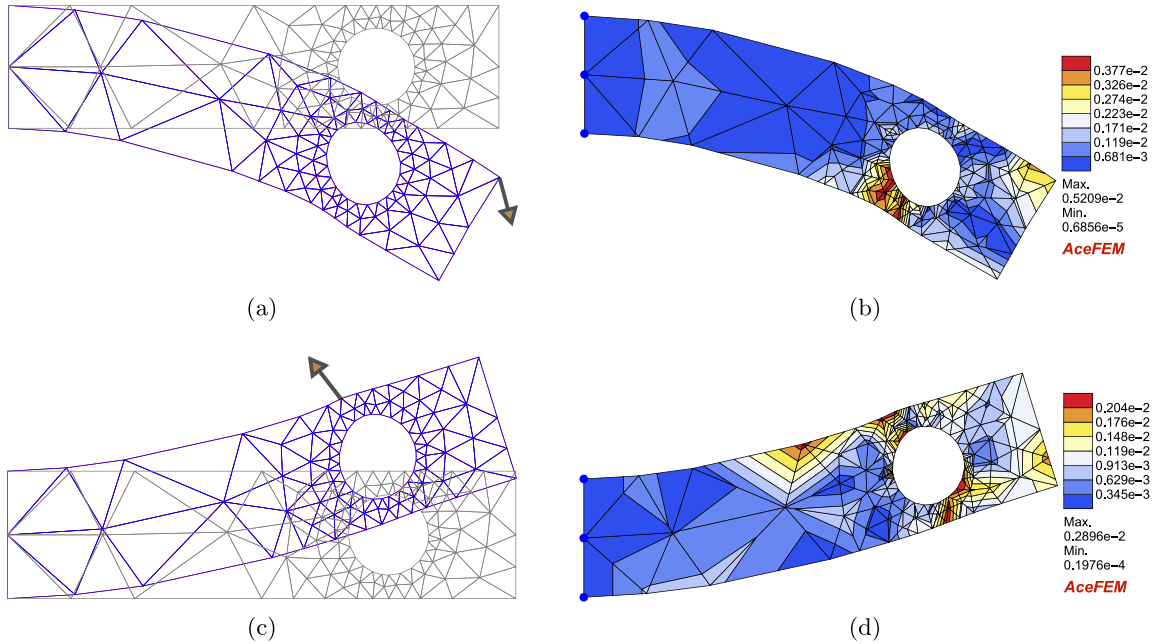 0.377e-2
0.326e-2
0.274e-2
0.223e-2
0.171e-2
0.119e-2
0.681e-3
Max.
0.5209e-2
Min.
0.6856e-5
AceFEM
(a)
(b)
0.204e-2
0.176e-2
0.148e-2
0.119e-2
0.913e-3
0.629e-3
0.345e-3
Max.
0.2896e-2
Min.
0.1976e-4
AceFEM
(c)
(d)